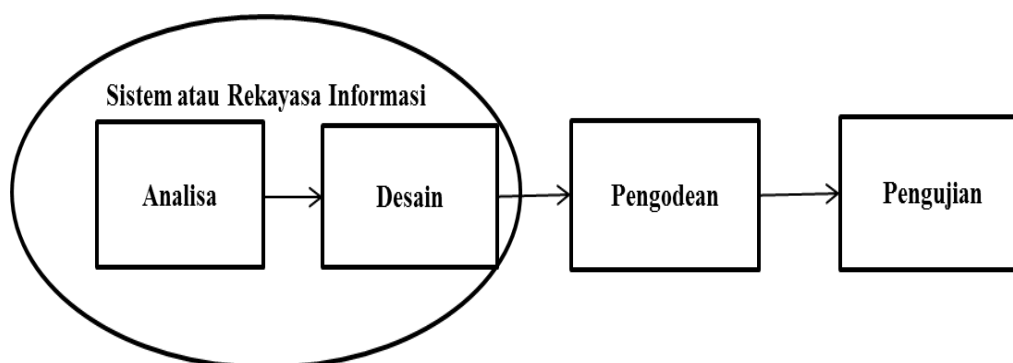 Sistem atau Rekayasa Informasi
Analisa
Desain
Pengodean
Pengujian